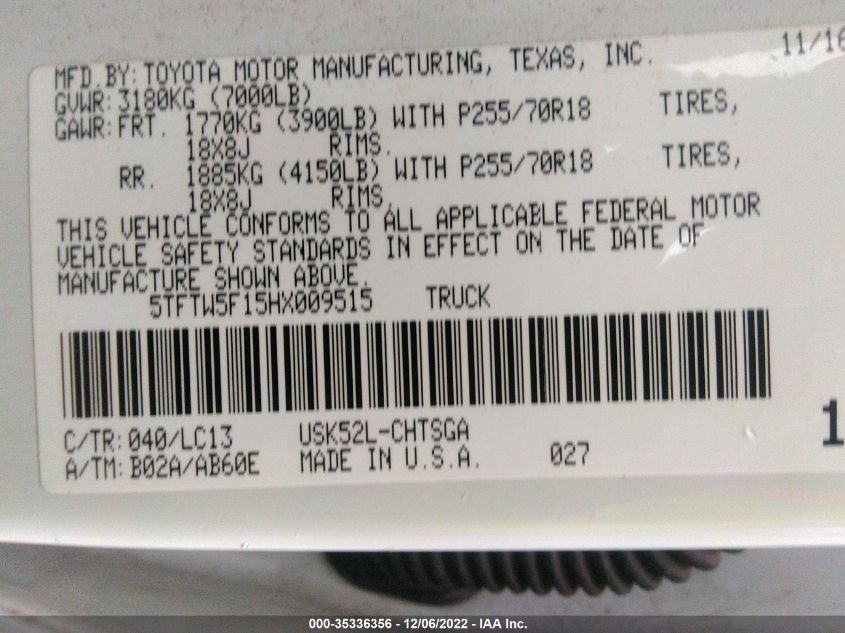 MFD.BY:TOYOTA MOTOR MANUFACTURING, TEXAS, INC. 11/16
GVWR:3180KG (7000LB)
GAWR:FRT. 1770KG (3900LB) WITH P255/70R18 TIRES,
18X8J RIMS.
RR. 1885KG (4150LB) WITH P255/70R18 TIRES,
18X8J RIMS.
THIS VEHICLE CONFORMS TO ALL APPLICABLE FEDERAL MOTOR
VEHICLE SAFETY STANDARDS IN EFFECT ON THE DATE OF
MANUFACTURE SHOWN ABOVE.
5TFTW5F15HX009515 TRUCK
C/TR:040/LC13 USK52L-CHTSGA
A/TM:B02A/AB60E MADE IN U.S.A. 027
1
000-35336356 - 12/06/2022 - IAA Inc.